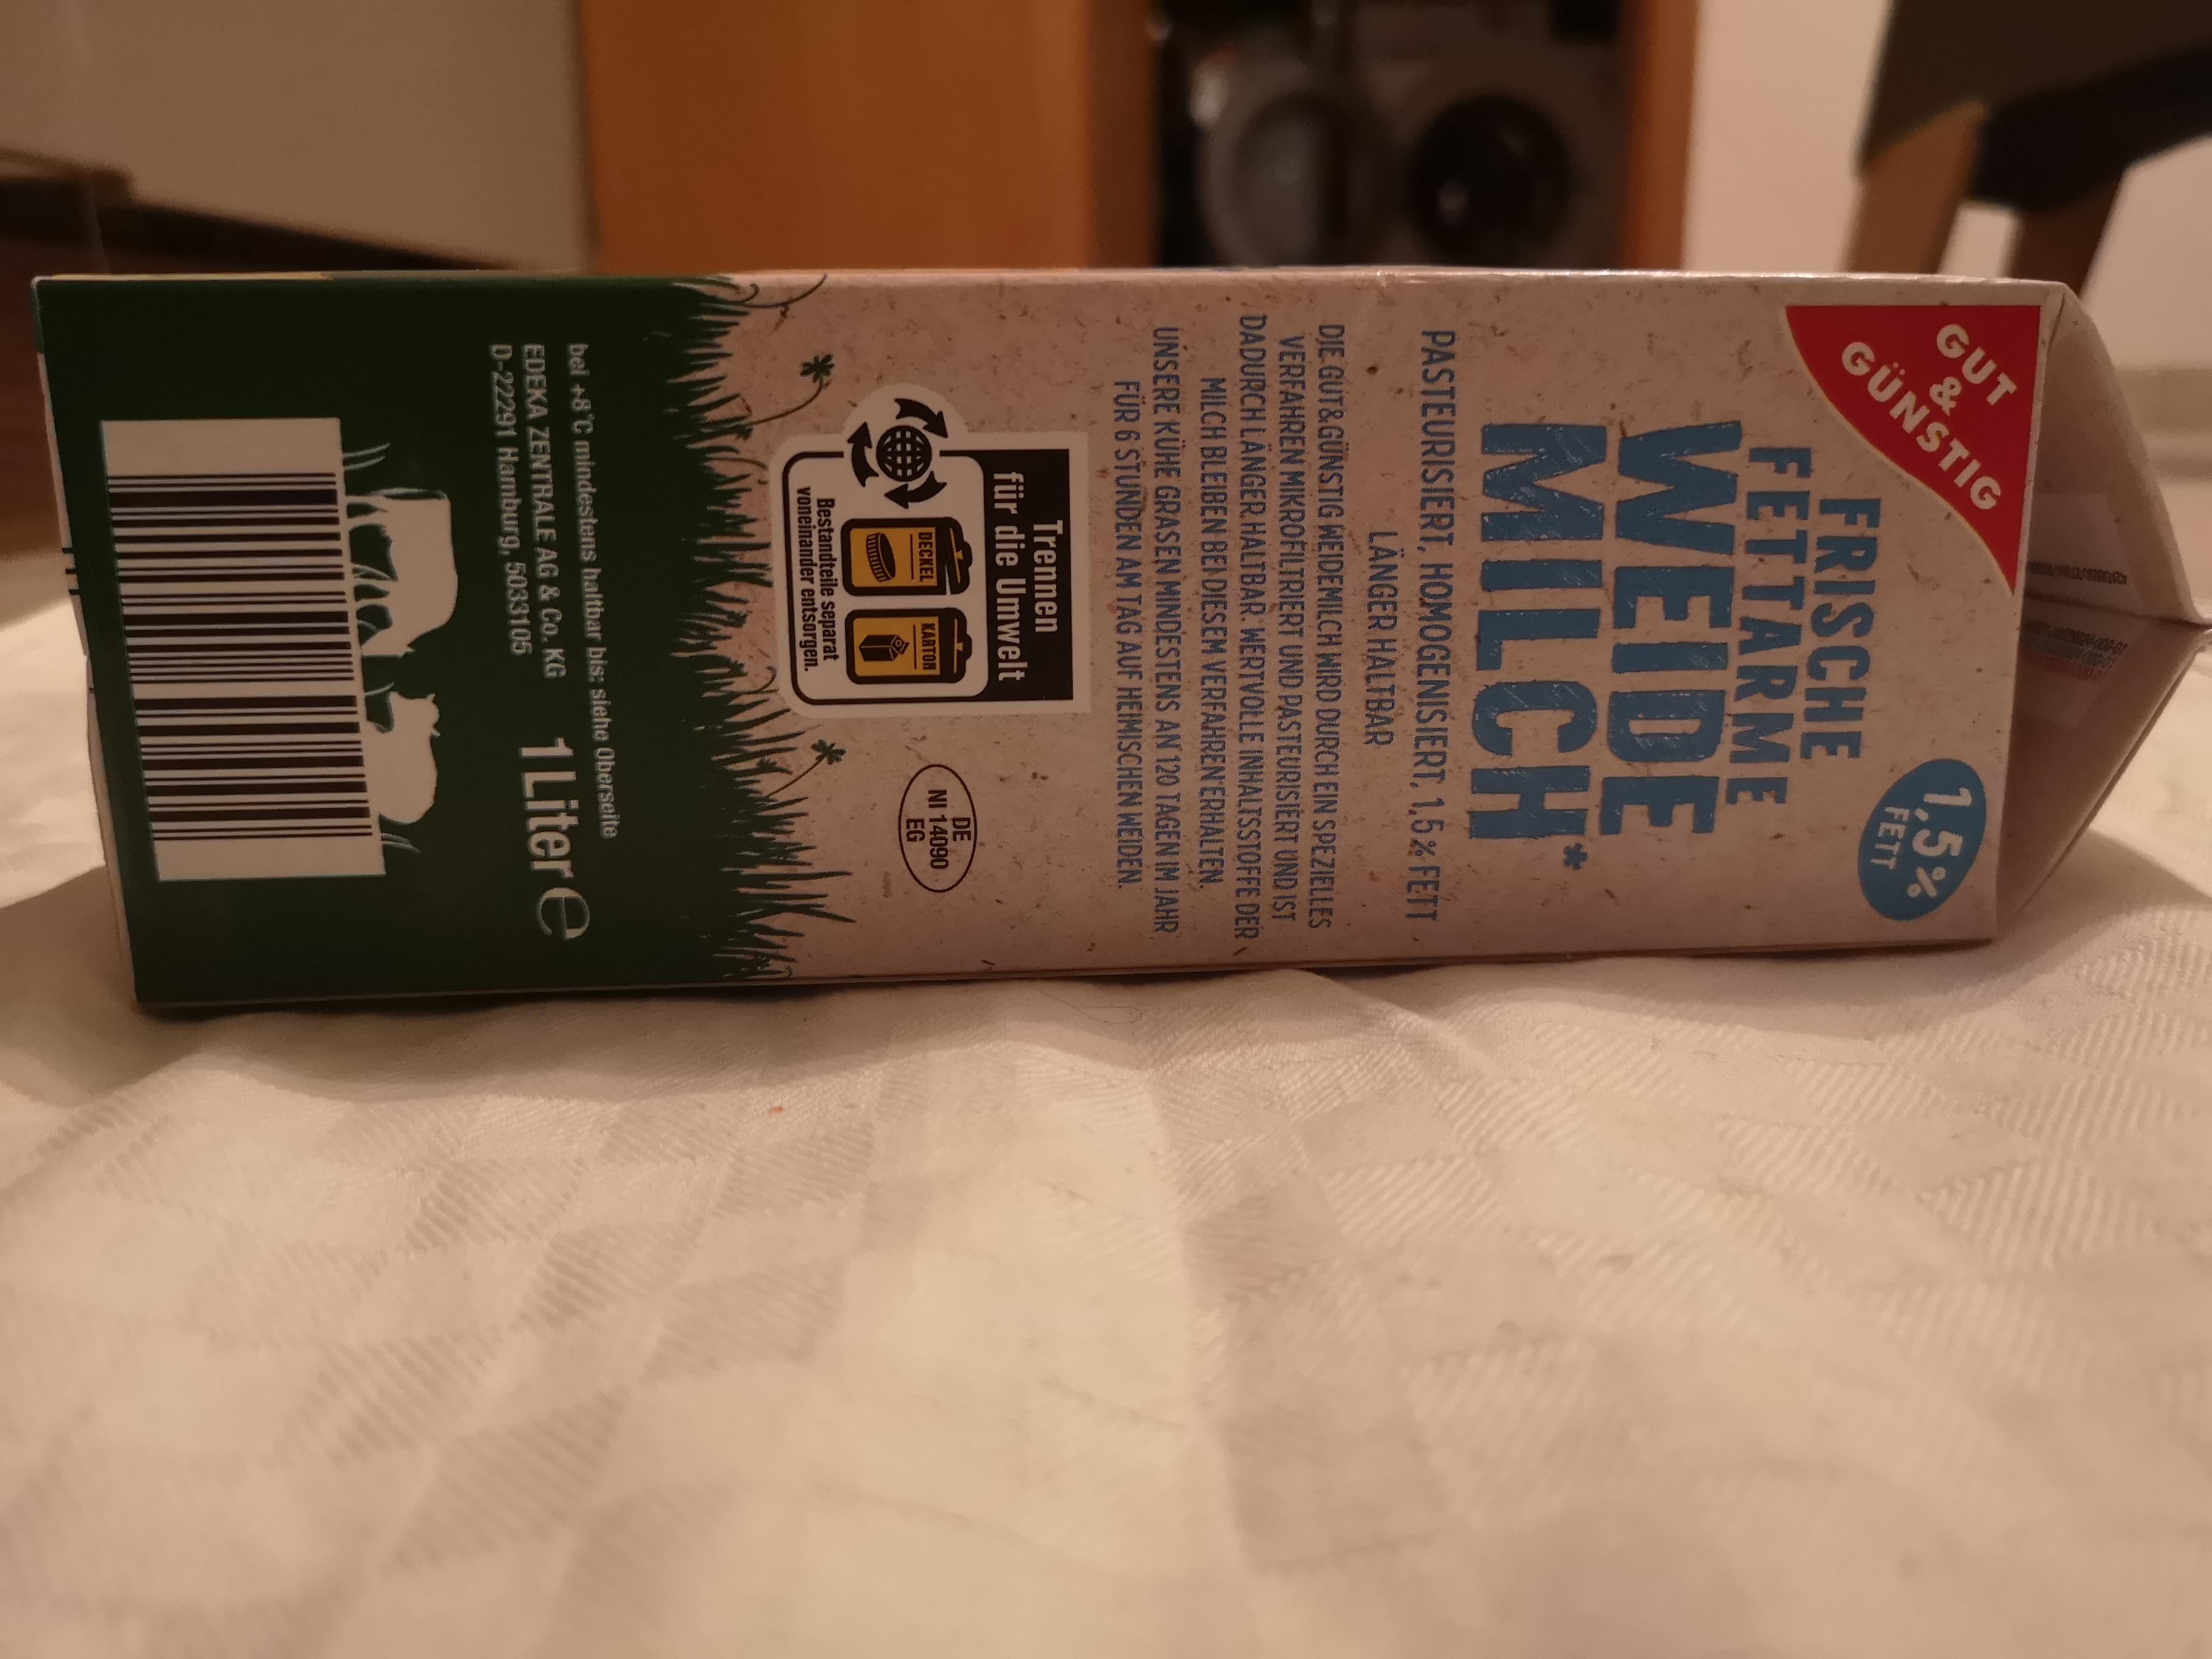 GUT
&
GÜNSTIG
1,5%
FETT
FRISCHE
FETTARME
WEIDE
MILCH*
PASTEURISIERT, HOMOGENISIERT, 1,5% FETT
LÄNGER HALTBAR
DIE GUT&GÜNSTIG WEIDEMILCH WIRD DURCH EIN SPEZIELLES
VERFAHREN MIKROFILTRIERT UND PASTEURISIERT UND IST
DADURCH LÄNGER HALTBAR. WERTVOLLE INHALTSSTOFFE DER
MILCH BLEIBEN BEI DIESEM VERFAHREN ERHALTEN.
UNSERE KÜHE GRASEN MINDESTENS AN 120 TAGEN IM JAHR
FÜR 6 STUNDEN AM TAG AUF HEIMISCHEN WEIDEN.
Trennen
für die Umwelt
DECKEL
KARTON
Bestandteile separat
voneinander entsorgen.
DE
NI 14090
EG
bei +8°C mindestens haltbar bis: siehe Oberseite
EDEKA ZENTRALE AG & Co. KG
D-22291 Hamburg, 5033105
1 Liter e